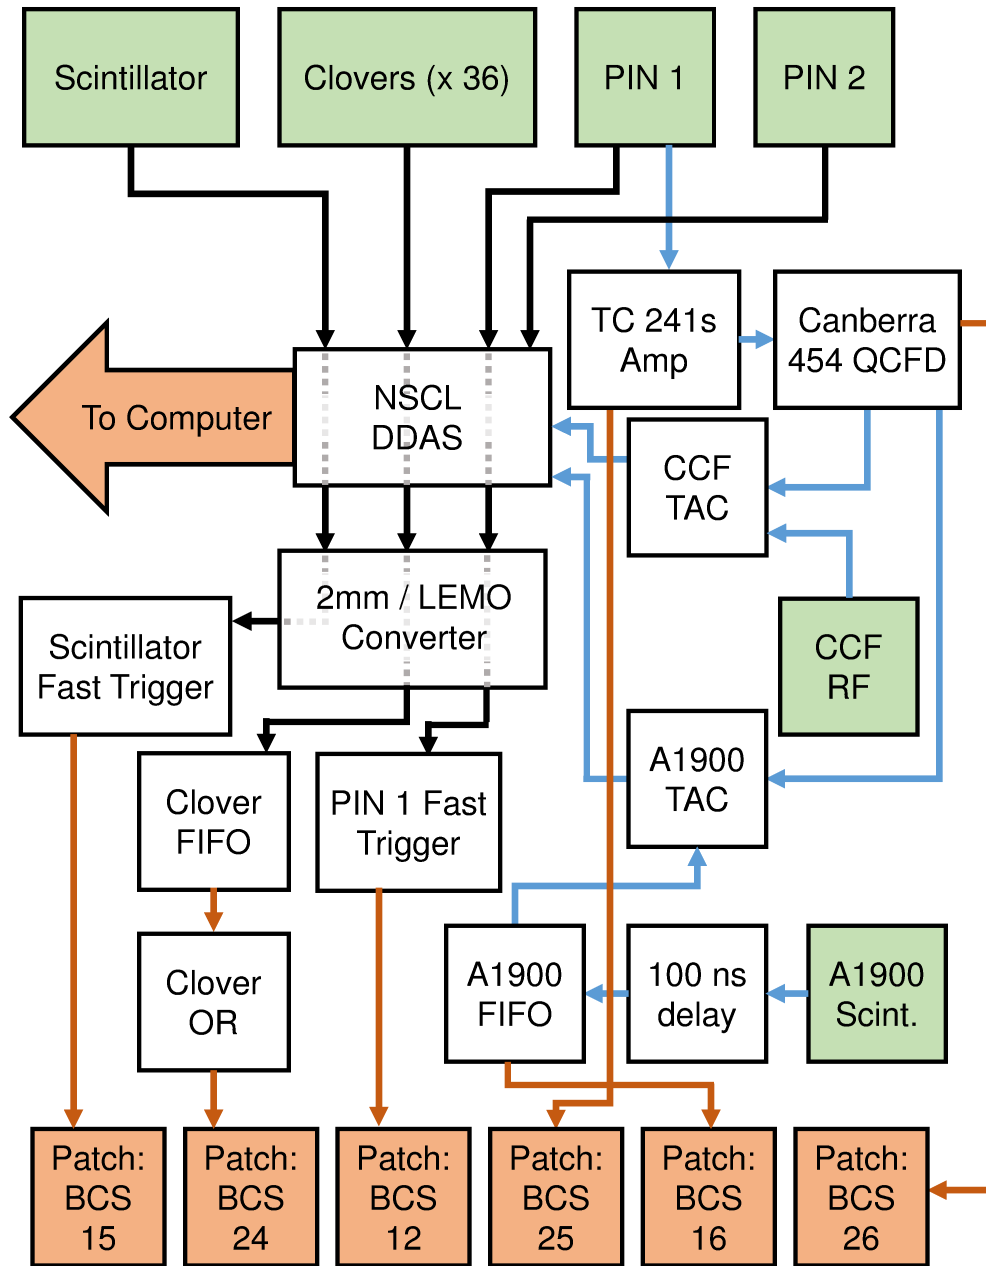 Scintillator
Clovers (x 36)
PIN 1
PIN 2
TC 241s
Amp
Canberra
454 QCFD
To Computer
NSCL
DDAS
CCF
TAC
2mm / LEMO
Converter
Scintillator
Fast Trigger
CCF
RF
A1900
TAC
Clover
FIFO
PIN 1 Fast
Trigger
Clover
OR
A1900
FIFO
100 ns
delay
A1900
Scint.
Patch:
BCS
15
Patch:
BCS
24
Patch:
BCS
12
Patch:
BCS
25
Patch:
BCS
16
Patch:
BCS
26